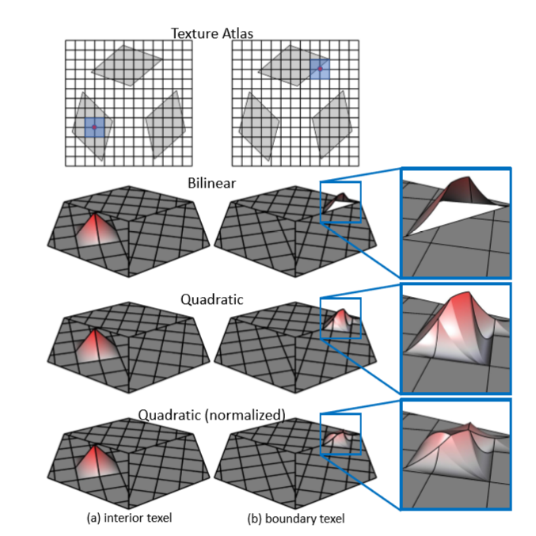 Texture Atlas
Bilinear
Quadratic
Quadratic (normalized)
(a) interior texel
(b) boundary texel